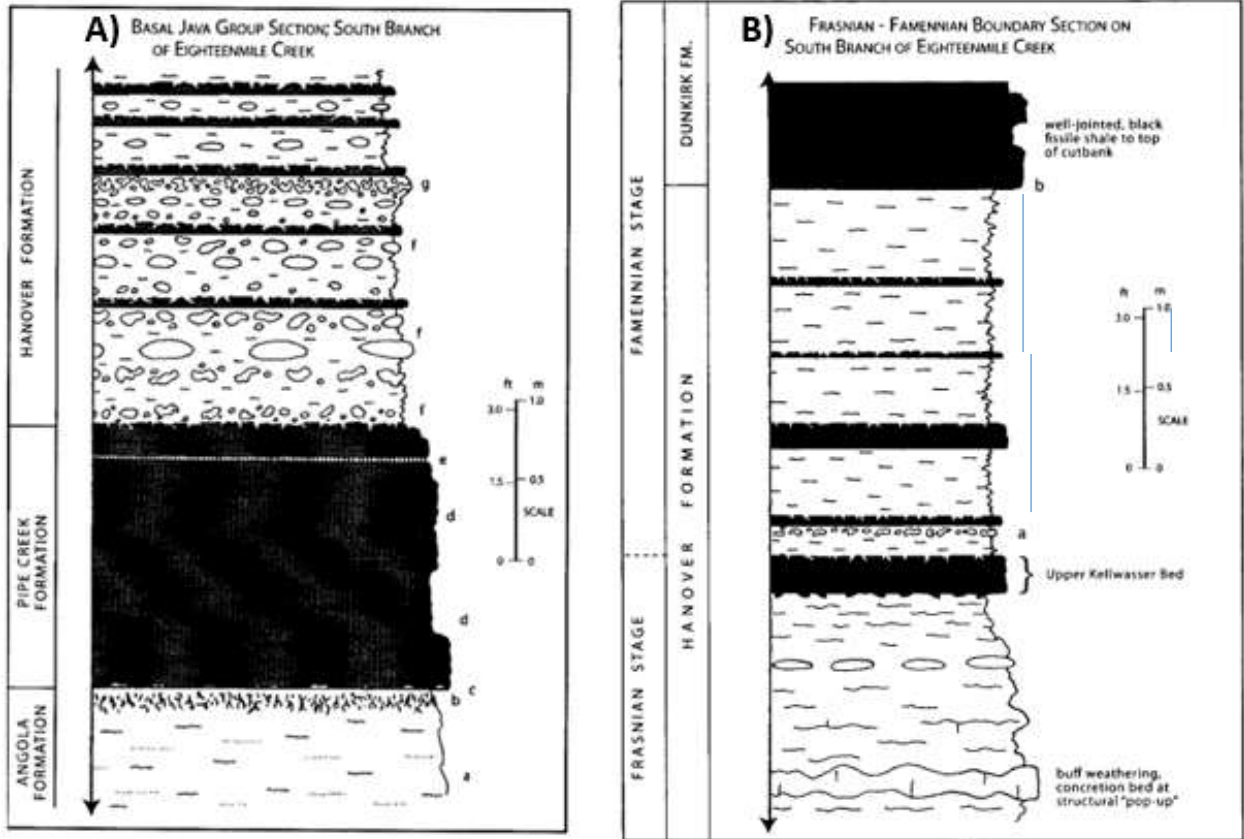 A) BASAL JAVA GROUP SECTION; SOUTH BRANCH
OF EIGHTEENMILE CREEK
HANOVER FORMATION
PIPE CREEK
FORMATION
ANGOLA
FORMATION
g
f
f
f
e
d
d
c
b
a
ft m
3.0 1.0
1.5 0.5
SCALE
0 0
B) FRASNIAN - FAMENNIAN BOUNDARY SECTION ON
SOUTH BRANCH OF EIGHTEENMILE CREEK
FAMENNIAN STAGE
FRASNIAN STAGE
DUNKIRK FM.
HANOVER FORMATION
well-jointed, black
fissile shale to top
of cutbank
b
ft m
3.0 1.0
1.5 0.5
SCALE
0 0
a
Upper Kellwasser Bed
buff weathering,
concretion bed at
structural "pop-up"